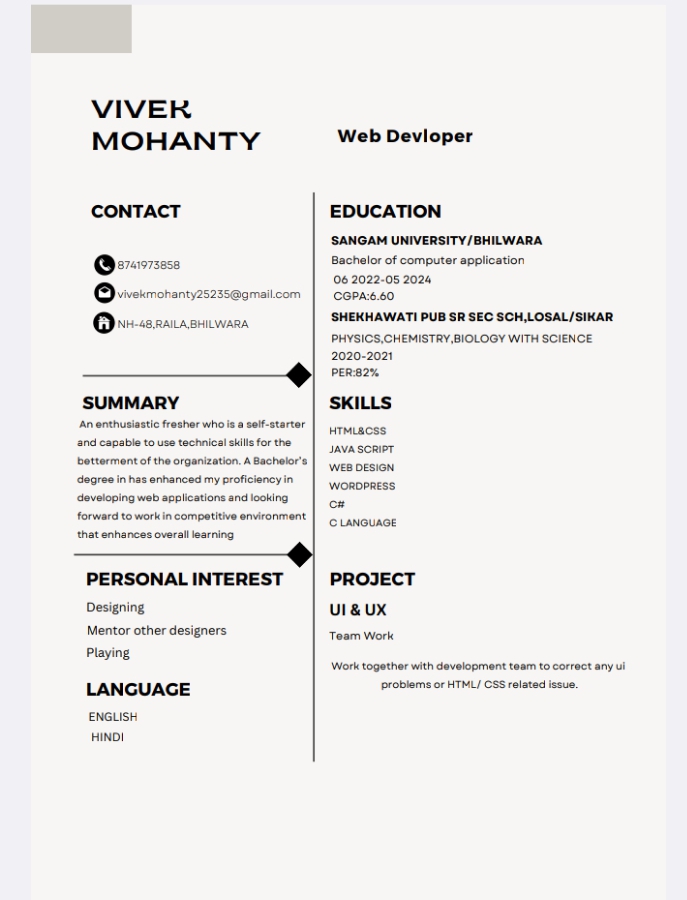 VIVEK
MOHANTY
Web Devloper
CONTACT
8741973858
vivekmohanty25235@gmail.com
NH-48,RAILA,BHILWARA
SUMMARY
An enthusiastic fresher who is a self-starter
and capable to use technical skills for the
betterment of the organization. A Bachelor's
degree in has enhanced my proficiency in
developing web applications and looking
forward to work in competitive environment
that enhances overall learning
PERSONAL INTEREST
Designing
Mentor other designers
Playing
LANGUAGE
ENGLISH
HINDI
EDUCATION
SANGAM UNIVERSITY/BHILWARA
Bachelor of computer application
06 2022-05 2024
CGPA:6.60
SHEKHAWATI PUB SR SEC SCH,LOSAL/SIKAR
PHYSICS,CHEMISTRY,BIOLOGY WITH SCIENCE
2020-2021
PER:82%
SKILLS
HTML&CSS
JAVA SCRIPT
WEB DESIGN
WORDPRESS
C#
C LANGUAGE
PROJECT
UI & UX
Team Work
Work together with development team to correct any ui
problems or HTML/ CSS related issue.